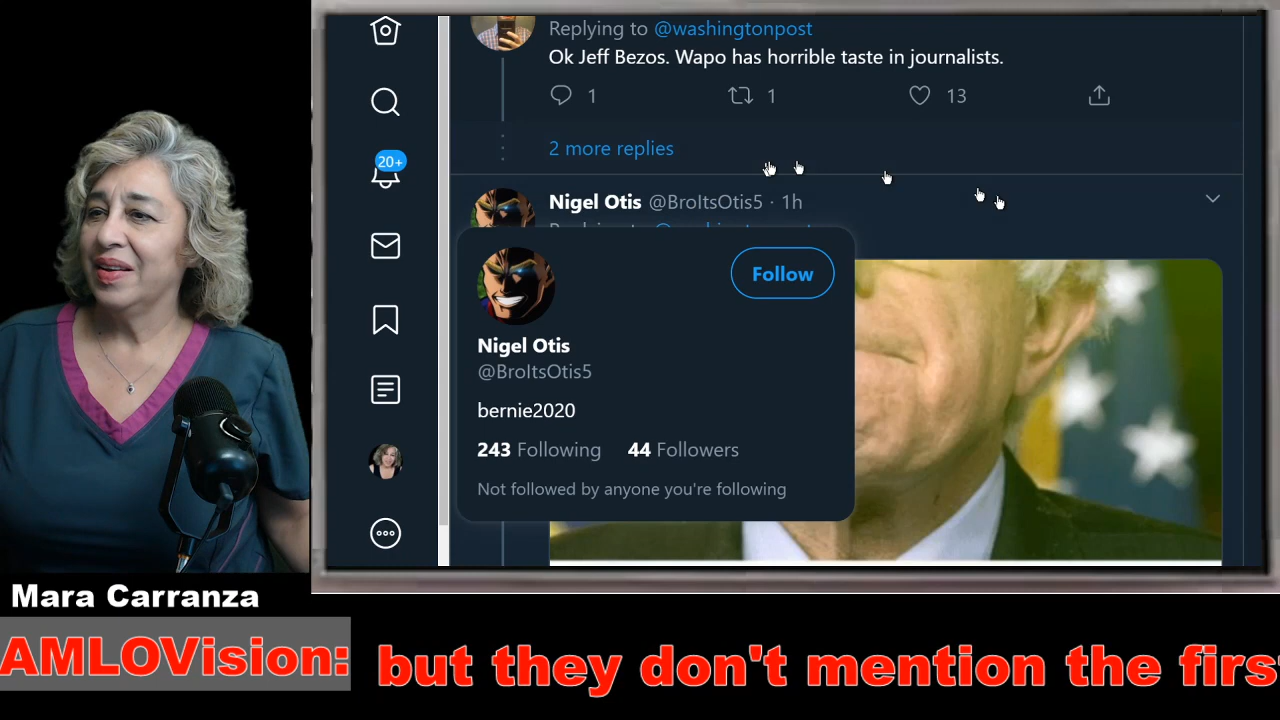 Replying to @washingtonpost
Ok Jeff Bezos. Wapo has horrible taste in journalists.
1 1 13
20+
2 more replies
Nigel Otis @BroItsOtis5 · 1h
Follow
Nigel Otis
@BroItsOtis5
bernie2020
243 Following 44 Followers
Not followed by anyone you're following
Mara Carranza
AMLOVision: but they don't mention the first